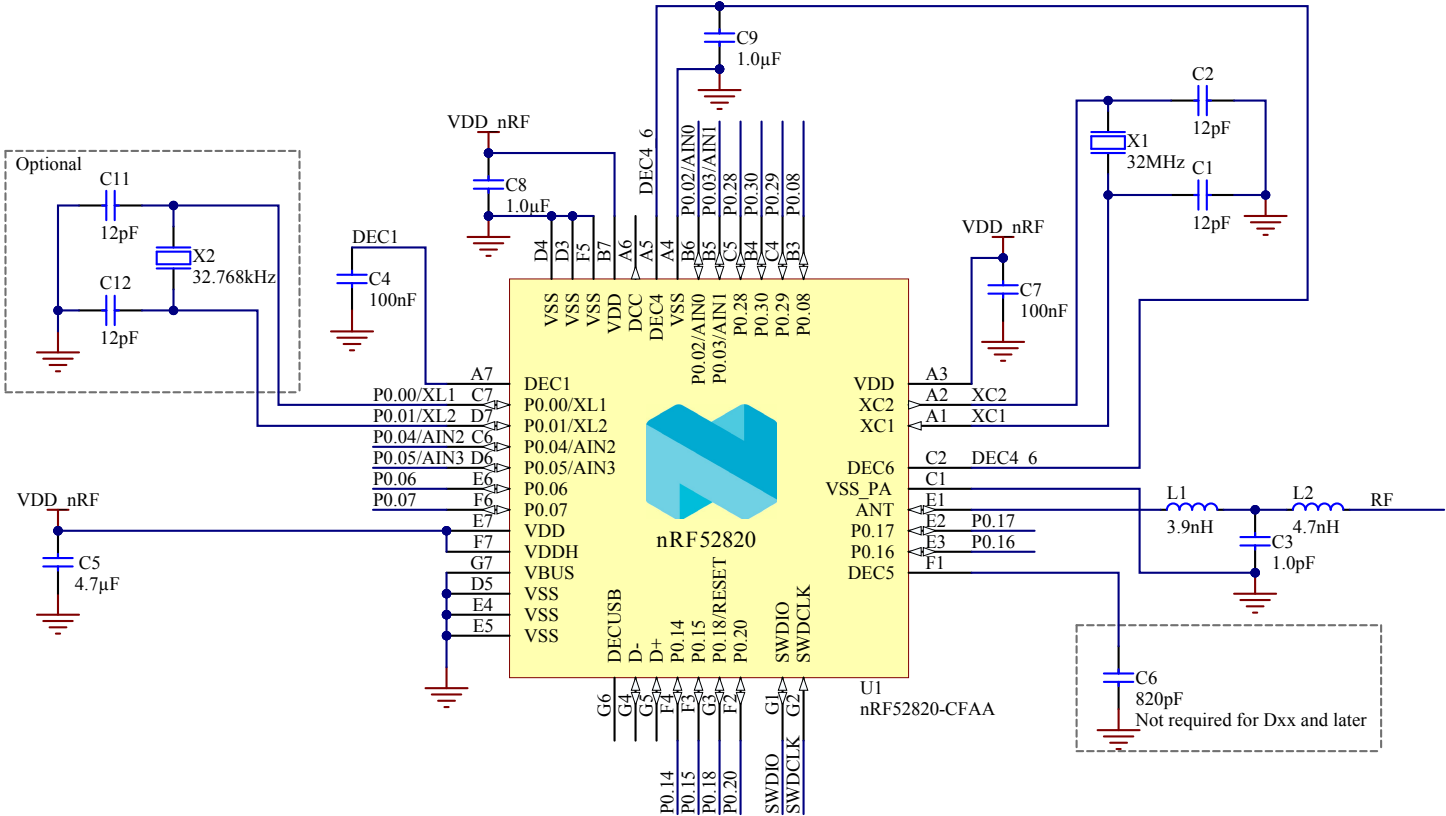 C9
1.0µF
C2
12pF
X1
32MHz
C1
12pF
VDD_nRF
C8
1.0µF
Optional
C11
12pF
X2
32.768kHz
C12
12pF
DEC1
C4
100nF
DEC4_6
P0.02/AIN0
P0.03/AIN1
P0.28
P0.30
P0.29
P0.08
D4
D3
F5
B7
A6
A5
A4
B6
B5
C5
B4
C4
B3
VSS
VSS
VSS
VDD
DCC
DEC4
VSS
P0.02/AIN0
P0.03/AIN1
P0.28
P0.30
P0.29
P0.08
VDD_nRF
C7
100nF
A7
DEC1
P0.00/XL1
C7
P0.00/XL1
P0.01/XL2
D7
P0.01/XL2
P0.04/AIN2
C6
P0.04/AIN2
P0.05/AIN3
D6
P0.05/AIN3
P0.06
E6
P0.06
P0.07
F6
P0.07
E7
VDD
F7
VDDH
G7
VBUS
D5
VSS
E4
VSS
E5
VSS
VDD_nRF
C5
4.7µF
nRF52820
VDD
A3
XC2
A2
XC2
XC1
A1
XC1
DEC6
C2
DEC4_6
VSS_PA
C1
ANT
E1
P0.17
E2
P0.17
P0.16
E3
P0.16
DEC5
F1
L1
3.9nH
L2
4.7nH
RF
C3
1.0pF
DECUSB
D-
D+
P0.14
P0.15
P0.18/RESET
P0.20
SWDIO
SWDCLK
G6
G4
G5
F4
F3
G3
F2
G1
G2
P0.14
P0.15
P0.18
P0.20
SWDIO
SWDCLK
U1
nRF52820-CFAA
C6
820pF
Not required for Dxx and later